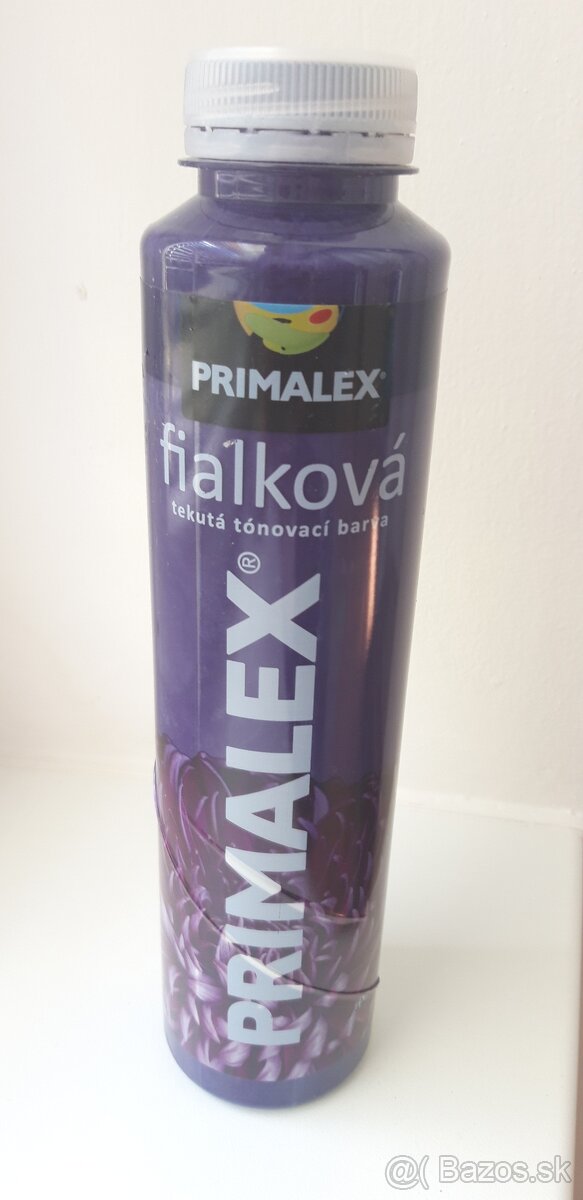 PRIMALEX®
fialková
tekutá tónovací barva
PRIMALEX®
@( Bazos.sk